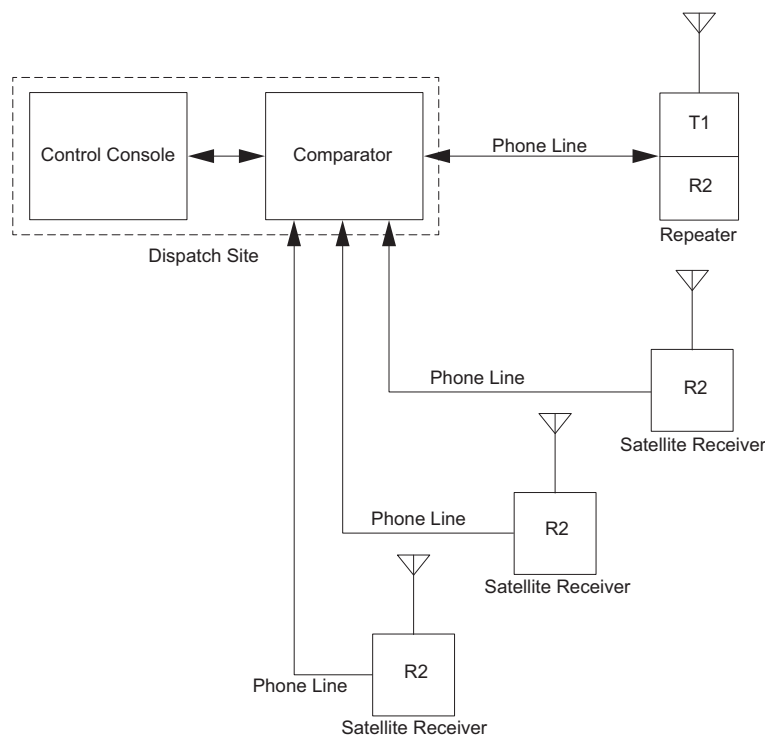 T1
Control Console
Comparator
Phone Line
R2
Repeater
Dispatch Site
Phone Line
R2
Satellite Receiver
Phone Line
R2
Satellite Receiver
R2
Phone Line
Satellite Receiver